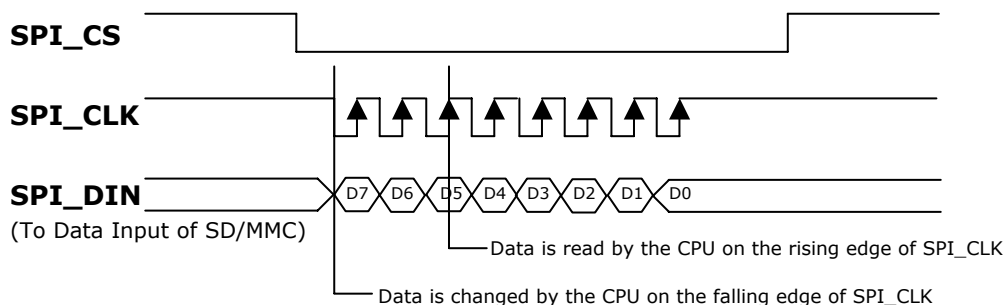 SPI_CS
SPI_CLK
SPI_DIN
D7 D6 D5 D4 D3 D2 D1 D0
(To Data Input of SD/MMC)
Data is read by the CPU on the rising edge of SPI_CLK
Data is changed by the CPU on the falling edge of SPI_CLK